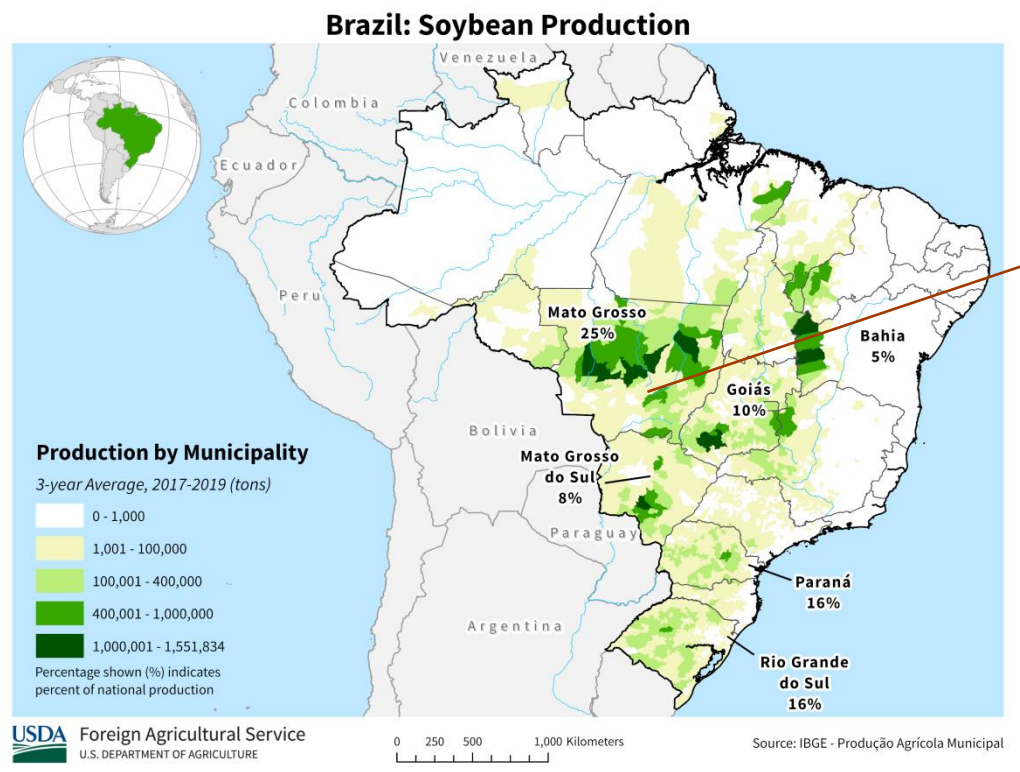 Brazil: Soybean Production
Venezuela
Colombia
Ecuador
Peru
Mato Grosso
25%
Bahia
5%
Goiás
10%
Bolivia
Mato Grosso
do Sul
8%
Paraguay
Paraná
16%
Argentina
Rio Grande
do Sul
16%
Production by Municipality
3-year Average, 2017-2019 (tons)
0 - 1,000
1,001 - 100,000
100,001 - 400,000
400,001 - 1,000,000
1,000,001 - 1,551,834
Percentage shown (%) indicates
percent of national production
USDA Foreign Agricultural Service
U.S. DEPARTMENT OF AGRICULTURE
0 250 500 1,000 Kilometers
Source: IBGE - Produção Agrícola Municipal